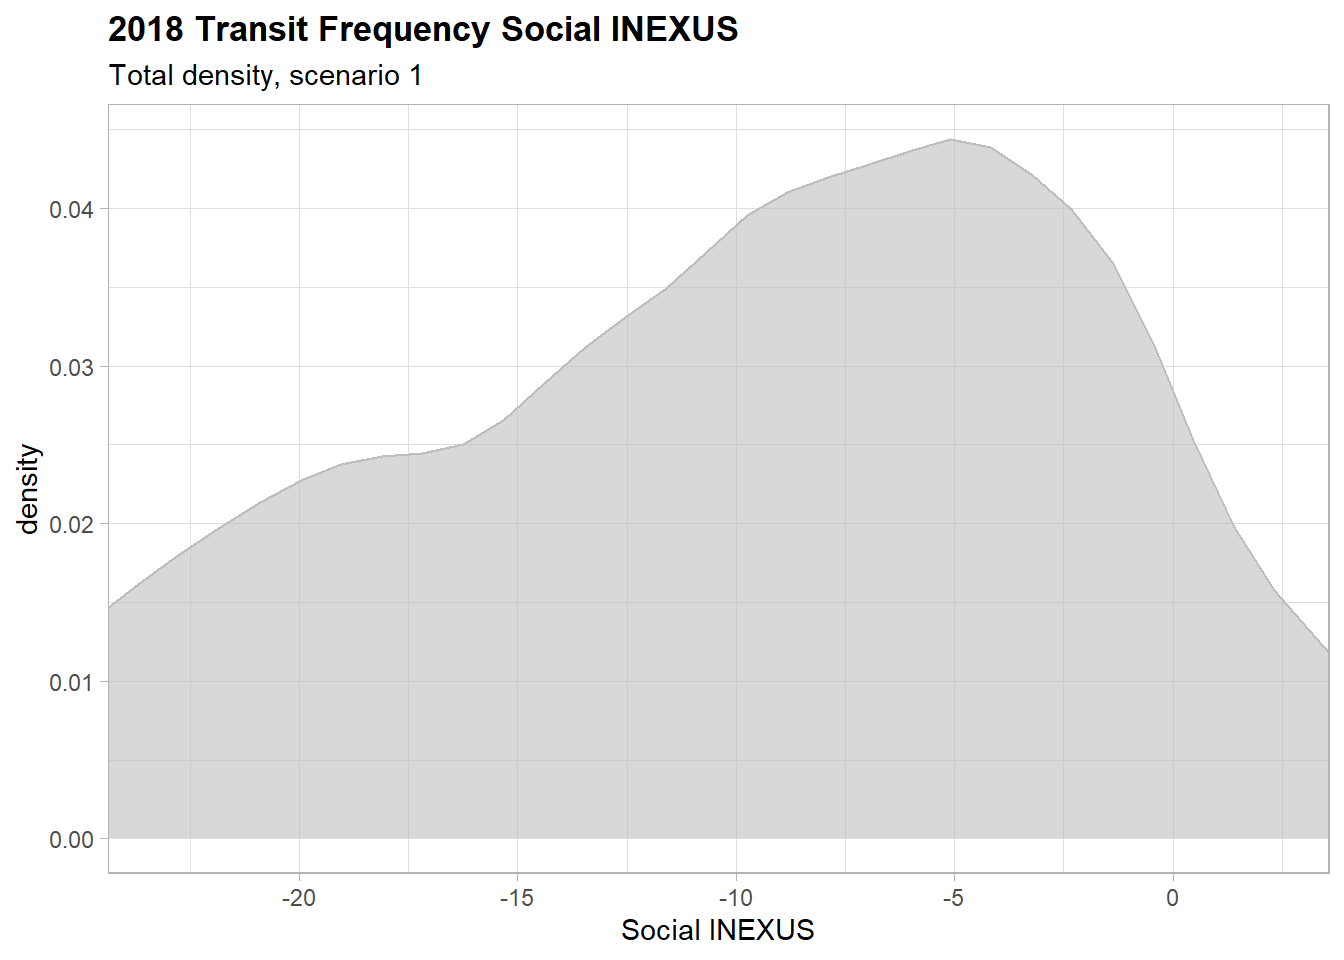 2018 Transit Frequency Social INEXUS
Total density, scenario 1
density
0.04
0.03
0.02
0.01
0.00
-20
-15
-10
-5
0
Social INEXUS